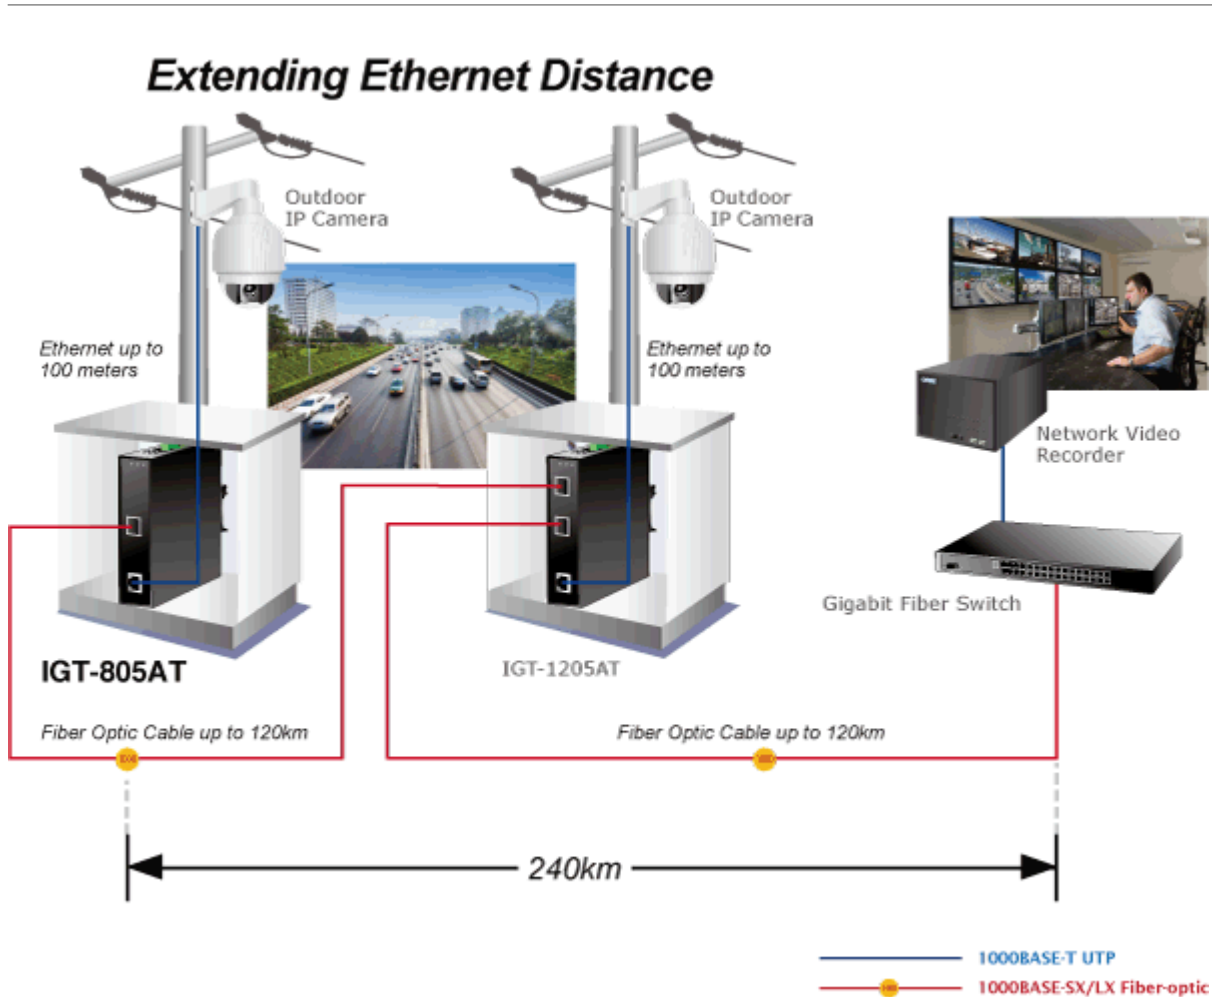 Extending Ethernet Distance
Outdoor
IP Camera
Outdoor
IP Camera
Ethernet up to
100 meters
Ethernet up to
100 meters
Network Video
Recorder
Gigabit Fiber Switch
IGT-805AT
IGT-1205AT
Fiber Optic Cable up to 120km
Fiber Optic Cable up to 120km
240km
1000BASE-T UTP
1000BASE-SX/LX Fiber-optic